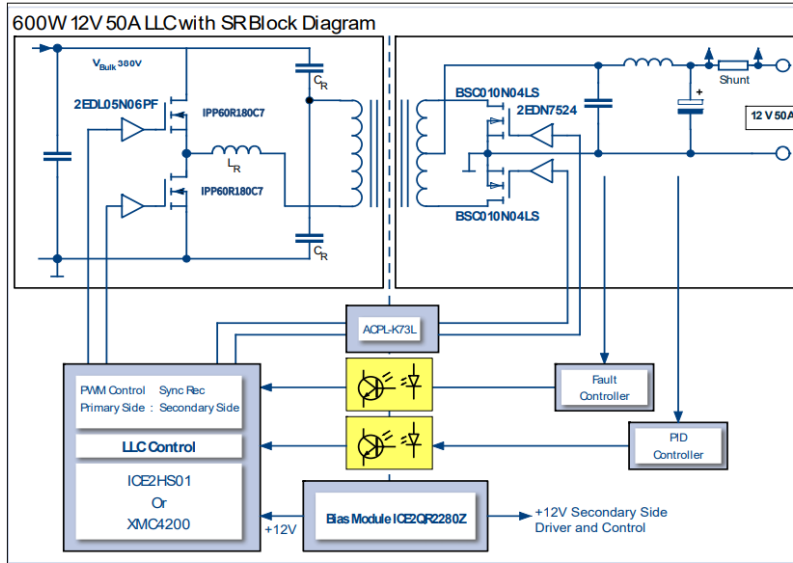 600W 12V 50A LLC with SR Block Diagram
VBulk 380V
CR
2EDL05N06PF
IPP60R180C7
LR
IPP60R180C7
CR
BSC010N04LS
2EDN7524
BSC010N04LS
Shunt
+
12 V 50A
ACPL-K73L
PWM Control Sync Rec
Primary Side : Secondary Side
LLC Control
ICE2HS01
Or
XMC4200
Fault
Controller
PID
Controller
+12V
Bias Module ICE2QR2280Z
+12V Secondary Side
Driver and Control